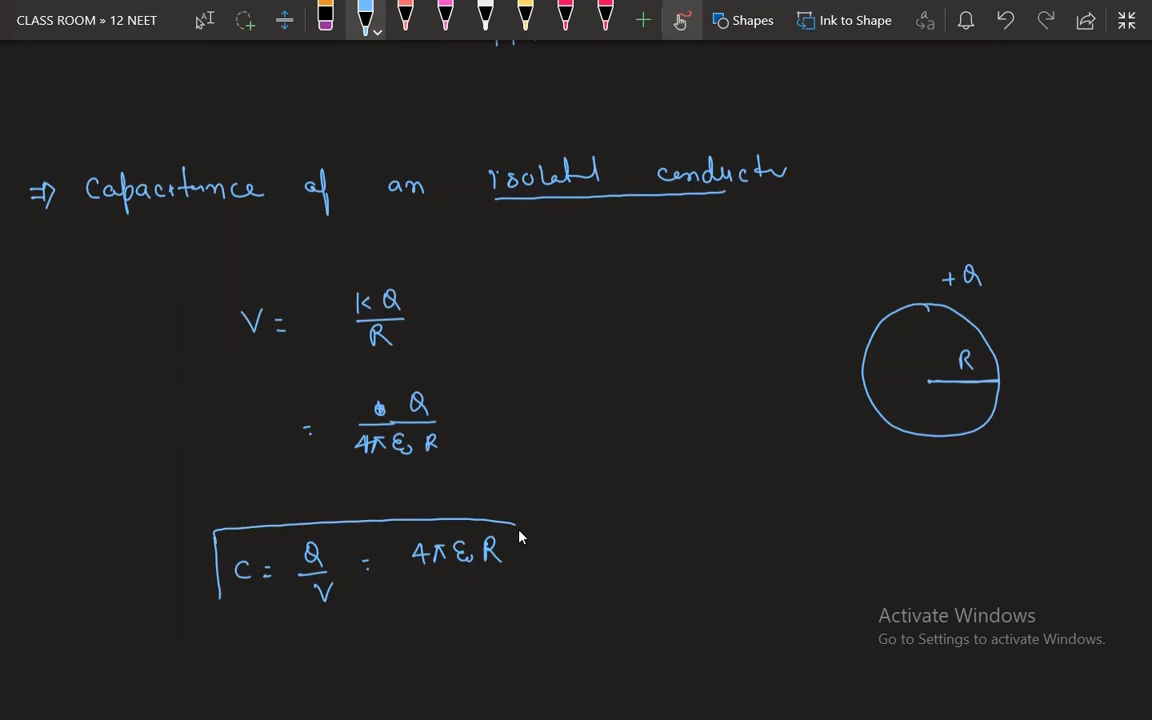 CLASS ROOM » 12 NEET
Shapes
Ink to Shape
⇒ Capacitance of an isolated conductr
V = KQ/R
+Q
R
= Q/4πε₀R
C = Q/V = 4πε₀R
Activate Windows
Go to Settings to activate Windows.